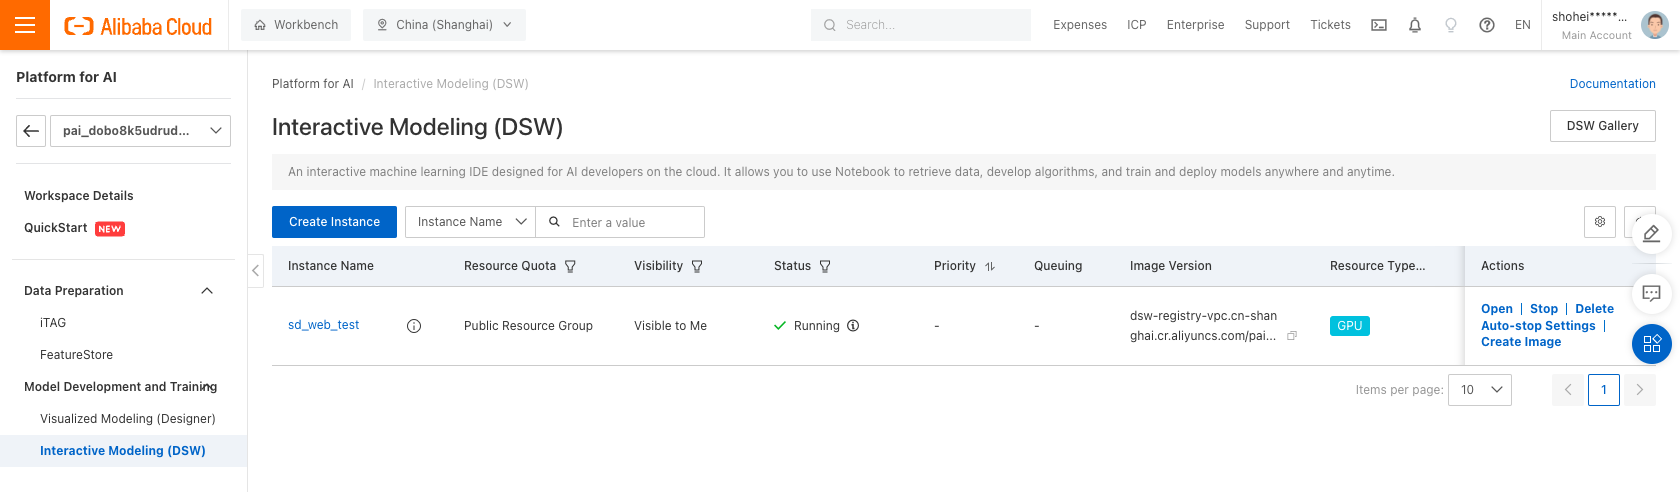 Alibaba Cloud
Workbench
China (Shanghai)
Search...
Expenses
ICP
Enterprise
Support
Tickets
EN
shohei*****...
Main Account
Platform for AI
pai_dobo8k5udrud...
Workspace Details
QuickStart NEW
Data Preparation
iTAG
FeatureStore
Model Development and Training
Visualized Modeling (Designer)
Interactive Modeling (DSW)
Platform for AI / Interactive Modeling (DSW)
Documentation
Interactive Modeling (DSW)
DSW Gallery
An interactive machine learning IDE designed for AI developers on the cloud. It allows you to use Notebook to retrieve data, develop algorithms, and train and deploy models anywhere and anytime.
Create Instance
Instance Name
Enter a value
Instance Name
Resource Quota
Visibility
Status
Priority
Queuing
Image Version
Resource Type...
Actions
sd_web_test
Public Resource Group
Visible to Me
Running
-
-
dsw-registry-vpc.cn-shan
ghai.cr.aliyuncs.com/pai...
GPU
Open | Stop | Delete
Auto-stop Settings |
Create Image
Items per page: 10
1